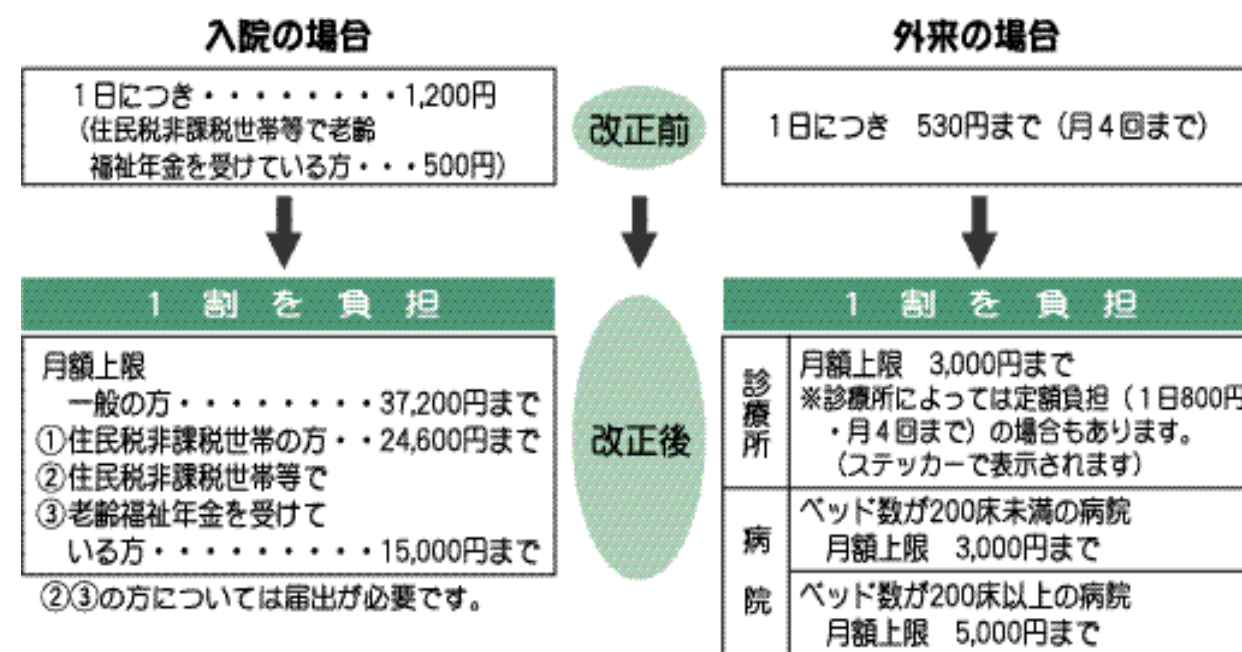 入院の場合
1日につき・・・・・・・・1,200円
(住民税非課税世帯等で老齢
福祉年金を受けている方・・・500円)
改正前
外来の場合
1日につき 530円まで(月4回まで)
1割を負担
月額上限
一般の方・・・・・・・・37,200円まで
①住民税非課税世帯の方・・24,600円まで
②住民税非課税世帯等で
③老齢福祉年金を受けて
いる方・・・・・・・・・15,000円まで
②③の方については届出が必要です。
改正後
1割を負担
診療所
月額上限 3,000円まで
※診療所によっては定額負担(1日800円
・月4回まで)の場合もあります。
(ステッカーで表示されます)
病院
ベッド数が200床未満の病院
月額上限 3,000円まで
ベッド数が200床以上の病院
月額上限 5,000円まで